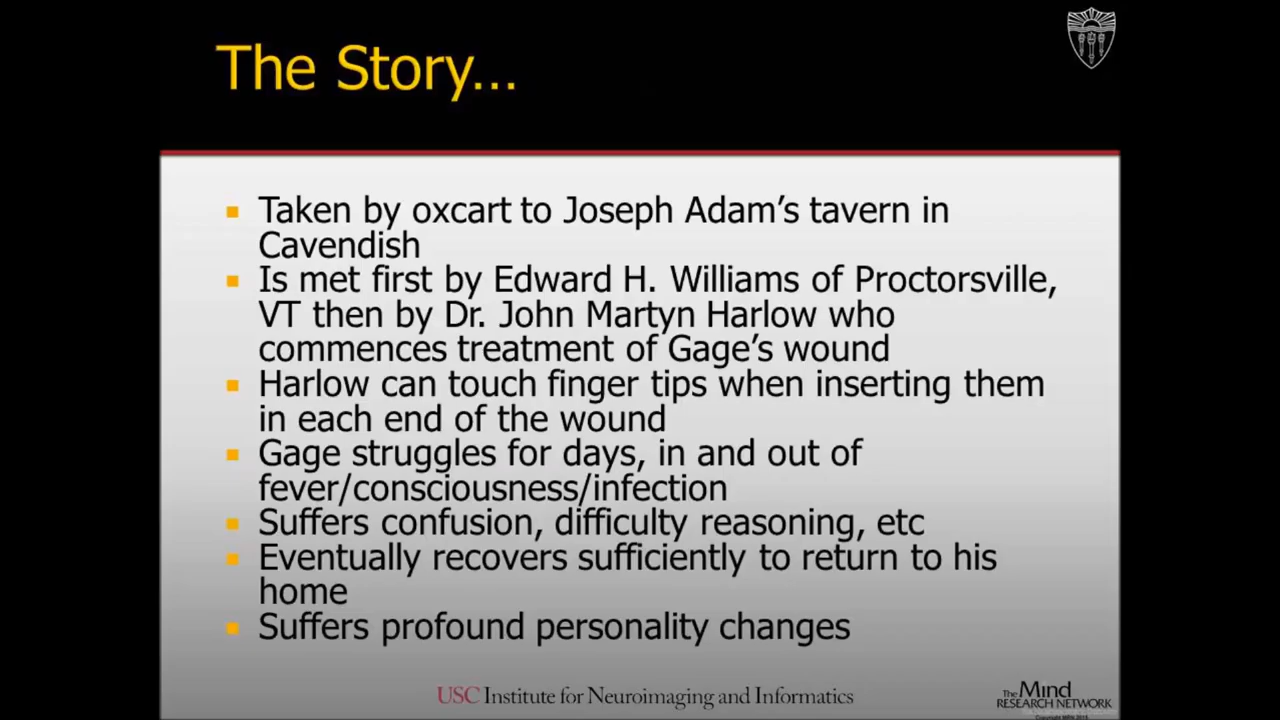 The Story...
Taken by oxcart to Joseph Adam's tavern in
Cavendish
Is met first by Edward H. Williams of Proctorsville,
VT then by Dr. John Martyn Harlow who
commences treatment of Gage's wound
Harlow can touch finger tips when inserting them
in each end of the wound
Gage struggles for days, in and out of
fever/consciousness/infection
Suffers confusion, difficulty reasoning, etc
Eventually recovers sufficiently to return to his
home
Suffers profound personality changes
USC Institute for Neuroimaging and Informatics
The Mind
RESEARCH NETWORK